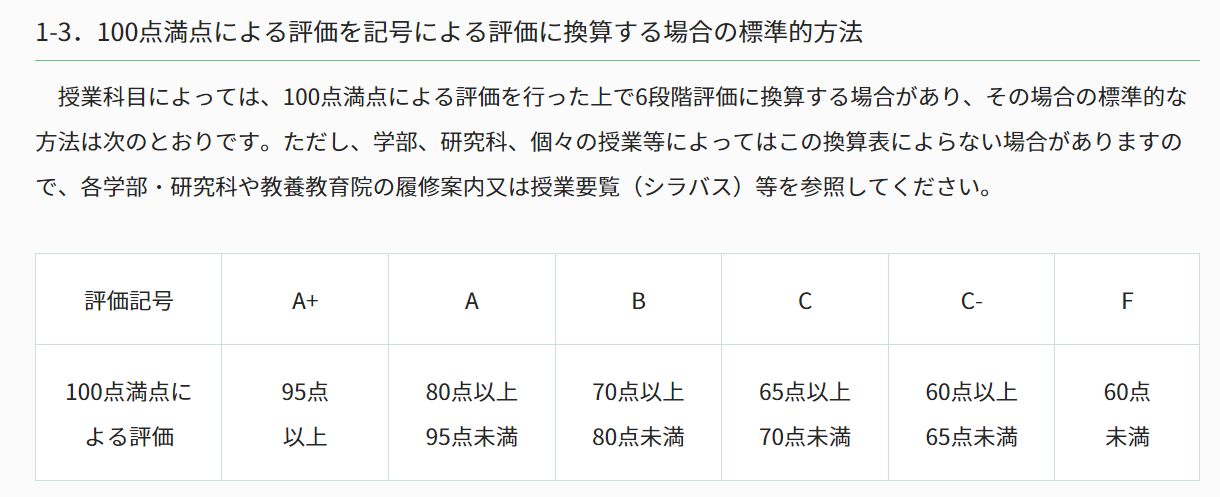 1-3．100点満点による評価を記号による評価に換算する場合の標準的方法
授業科目によっては、100点満点による評価を行った上で6段階評価に換算する場合があり、その場合の標準的な
方法は次のとおりです。ただし、学部、研究科、個々の授業等によってはこの換算表によらない場合がありますの
で、各学部・研究科や教養教育院の履修案内又は授業要覧（シラバス）等を参照してください。
評価記号 A+ A B C C- F
100点満点に 95点 80点以上 70点以上 65点以上 60点以上 60点
よる評価 以上 95点未満 80点未満 70点未満 65点未満 未満